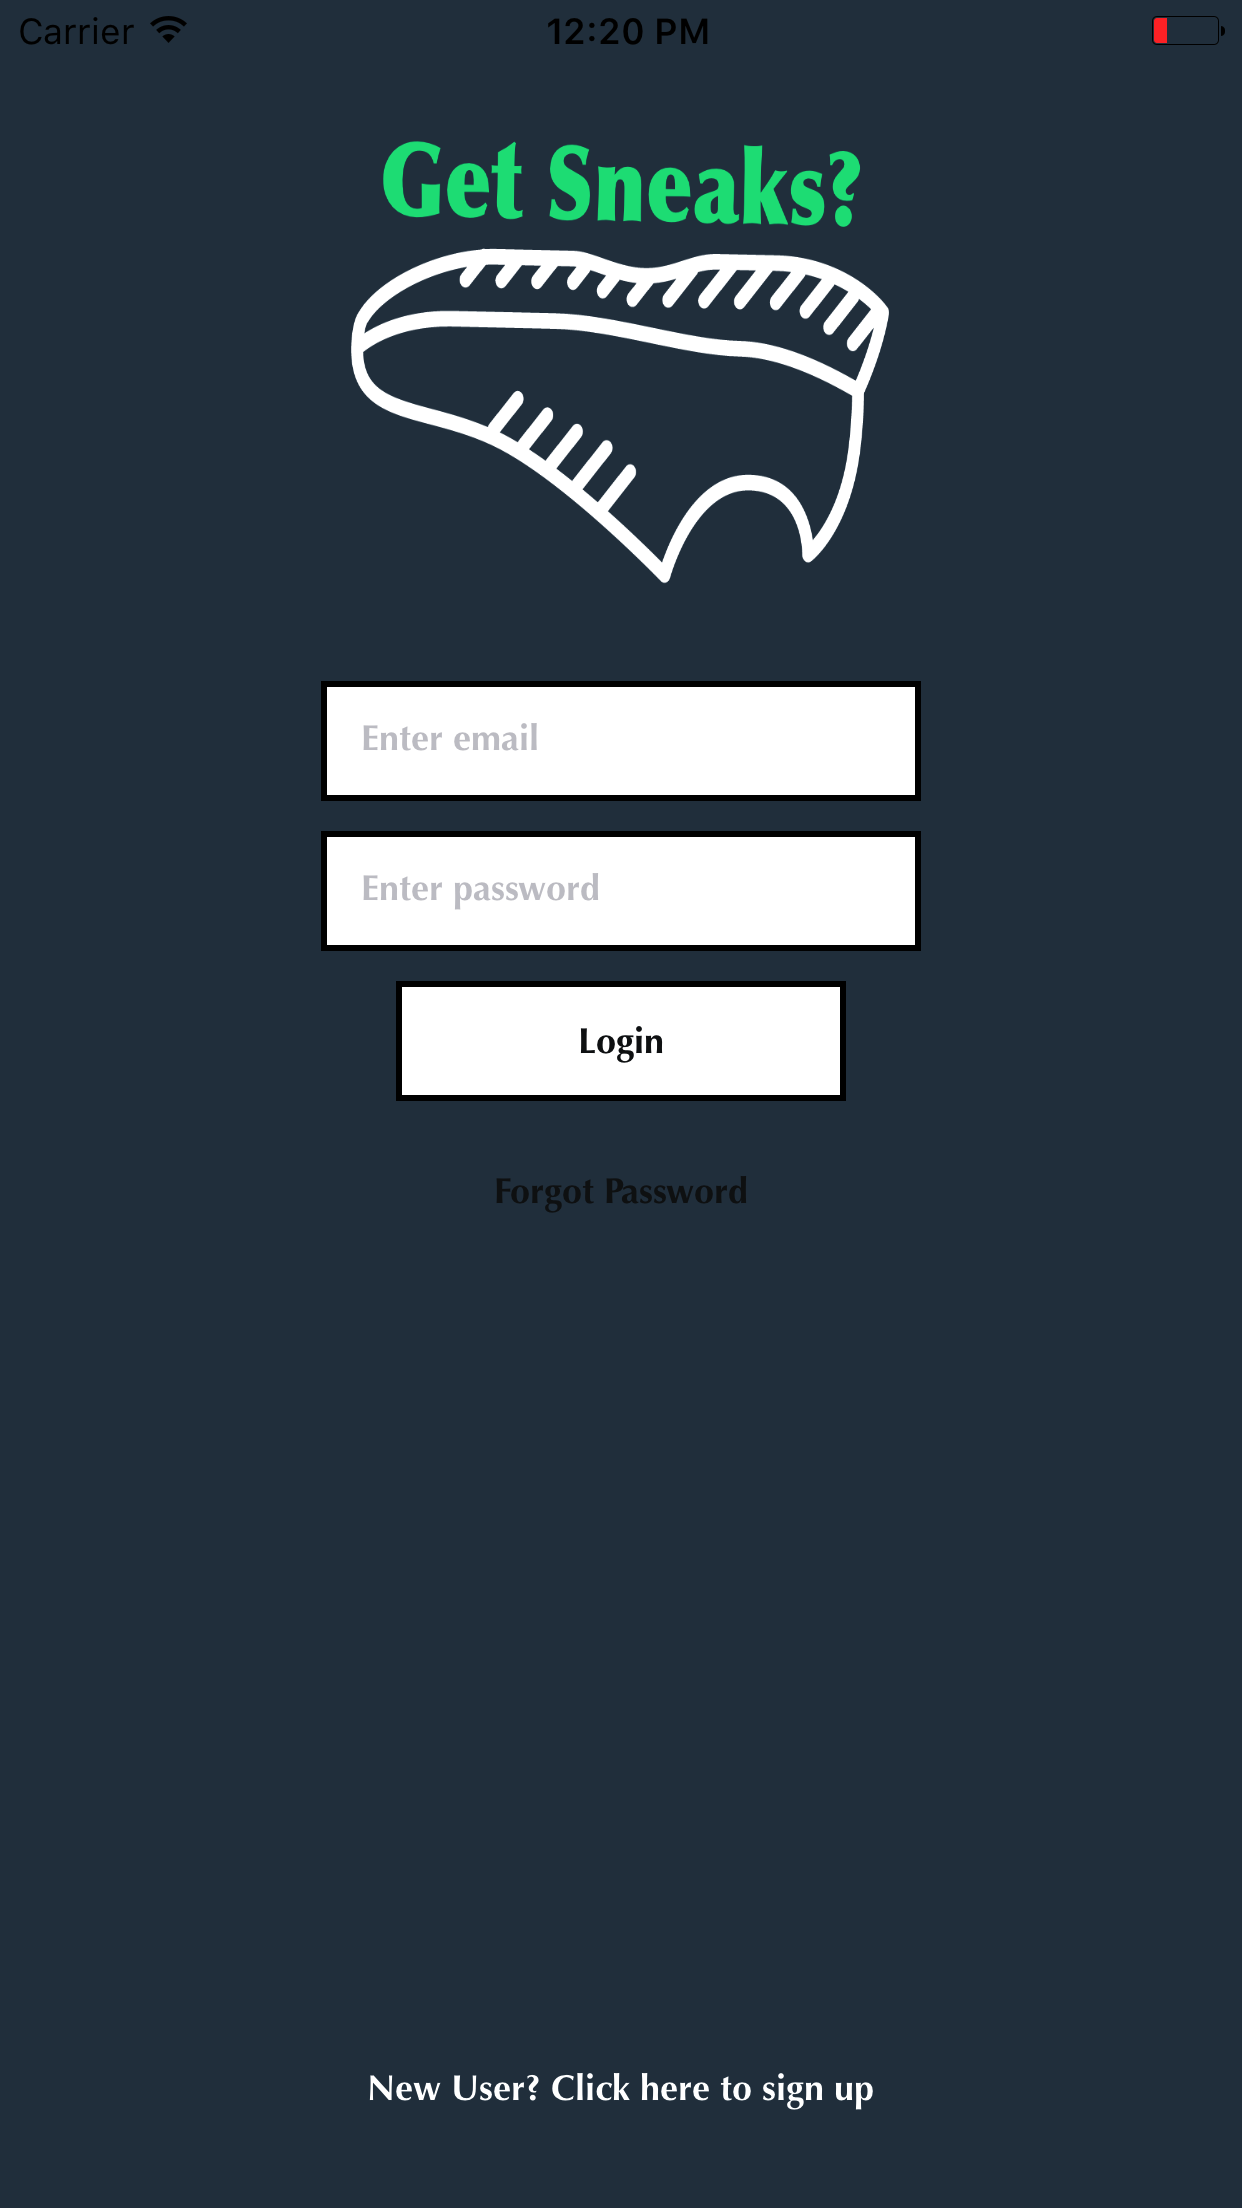 Carrier 12:20 PM
Get Sneaks?
Enter email
Enter password
Login
Forgot Password
New User? Click here to sign up